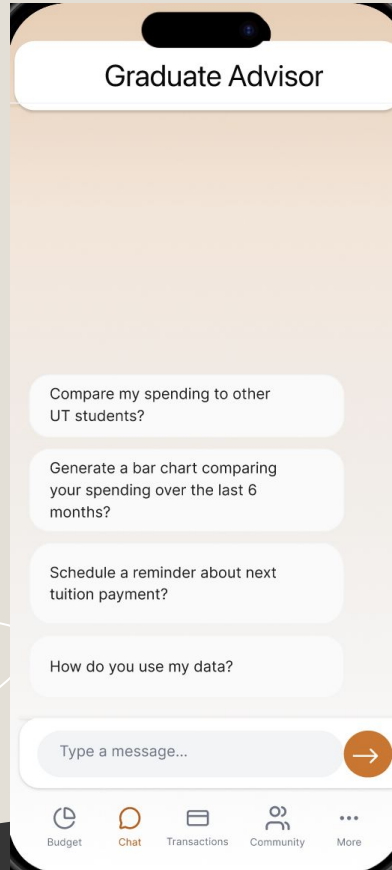 Graduate Advisor
Compare my spending to other
UT students?
Generate a bar chart comparing
your spending over the last 6
months?
Schedule a reminder about next
tuition payment?
How do you use my data?
Type a message...
Budget Chat Transactions Community More